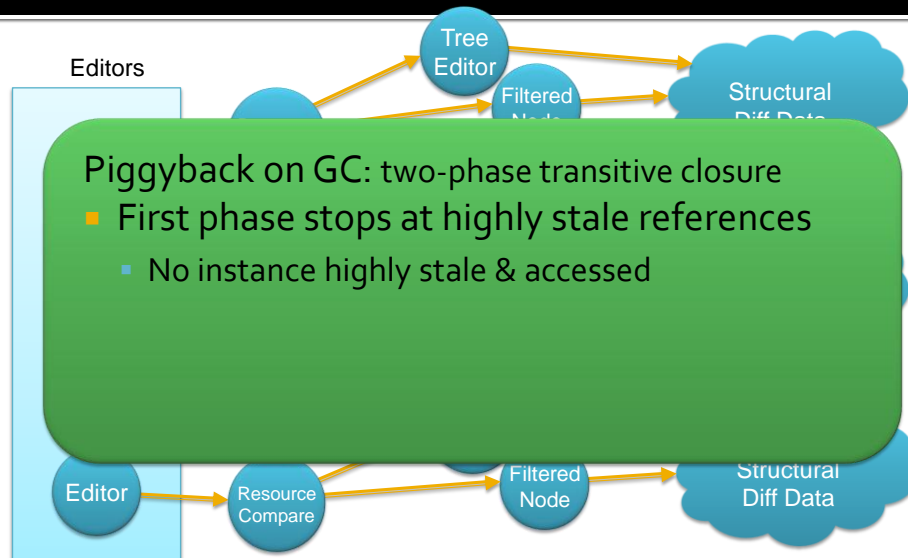 Tree
Editor
Editors
Filtered
Structural
Piggyback on GC: two-phase transitive closure
First phase stops at highly stale references
No instance highly stale & accessed
Editor
Resource
Compare
Filtered
Node
Structural
Diff Data